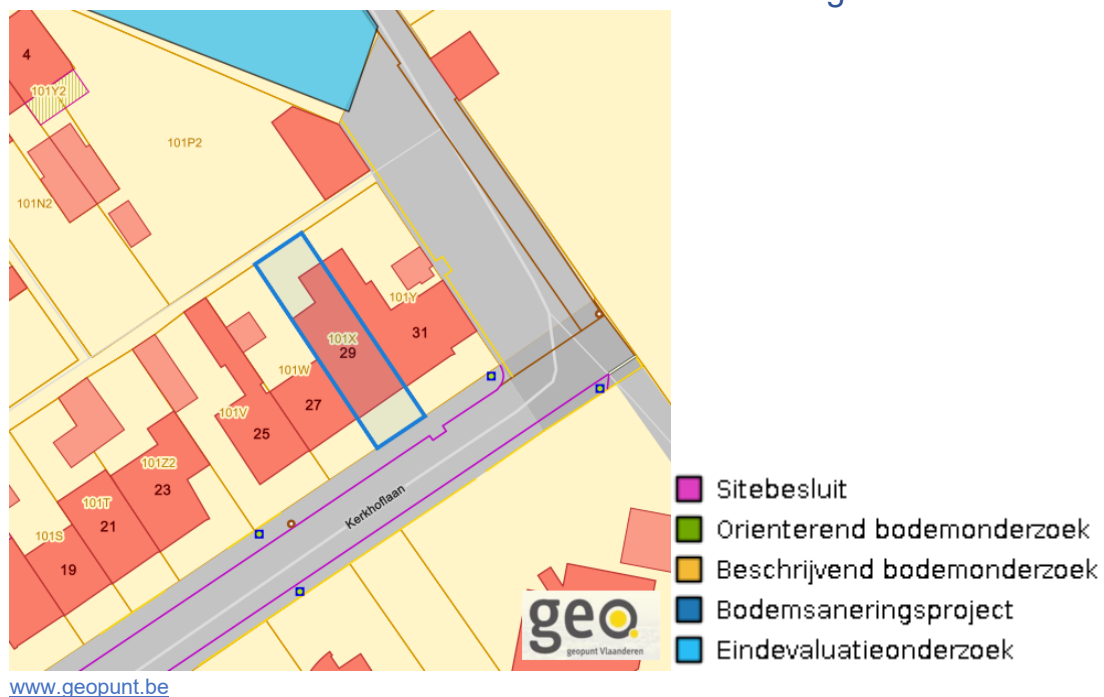 4
101Y2
101P2
101N2
101Y
31
101X
29
101W
27
101V
25
101Z2
23
101T
21
101S
19
Kerkhoflaan
geo.
geopunt Vlaanderen
Sitebesluit
Orienterend bodemonderzoek
Beschrijvend bodemonderzoek
Bodemsaneringsproject
Eindevaluatieonderzoek
www.geopunt.be